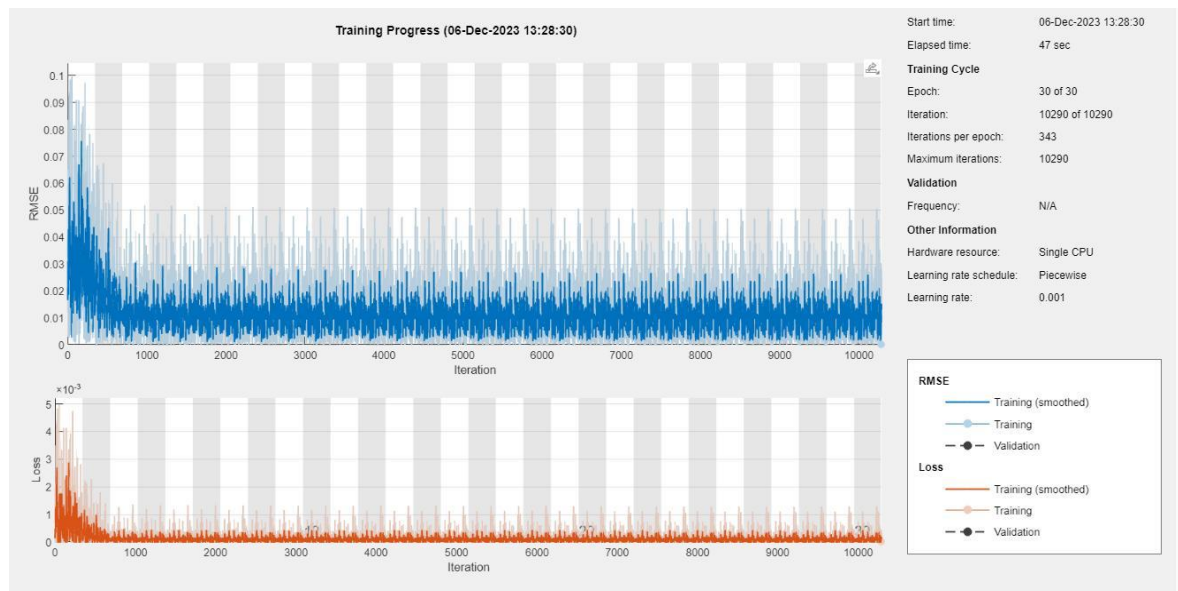 Training Progress (06-Dec-2023 13:28:30)
0.1
0.09
0.08
0.07
0.06
0.05
0.04
0.03
0.02
0.01
0
RMSE
0 1000 2000 3000 4000 5000 6000 7000 8000 9000 10000
Iteration
×10-3
5
4
3
2
1
0
Loss
10 20 30
0 1000 2000 3000 4000 5000 6000 7000 8000 9000 10000
Iteration
Start time: 06-Dec-2023 13:28:30
Elapsed time: 47 sec
Training Cycle
Epoch: 30 of 30
Iteration: 10290 of 10290
Iterations per epoch: 343
Maximum iterations: 10290
Validation
Frequency: N/A
Other Information
Hardware resource: Single CPU
Learning rate schedule: Piecewise
Learning rate: 0.001
RMSE
Training (smoothed)
Training
Validation
Loss
Training (smoothed)
Training
Validation